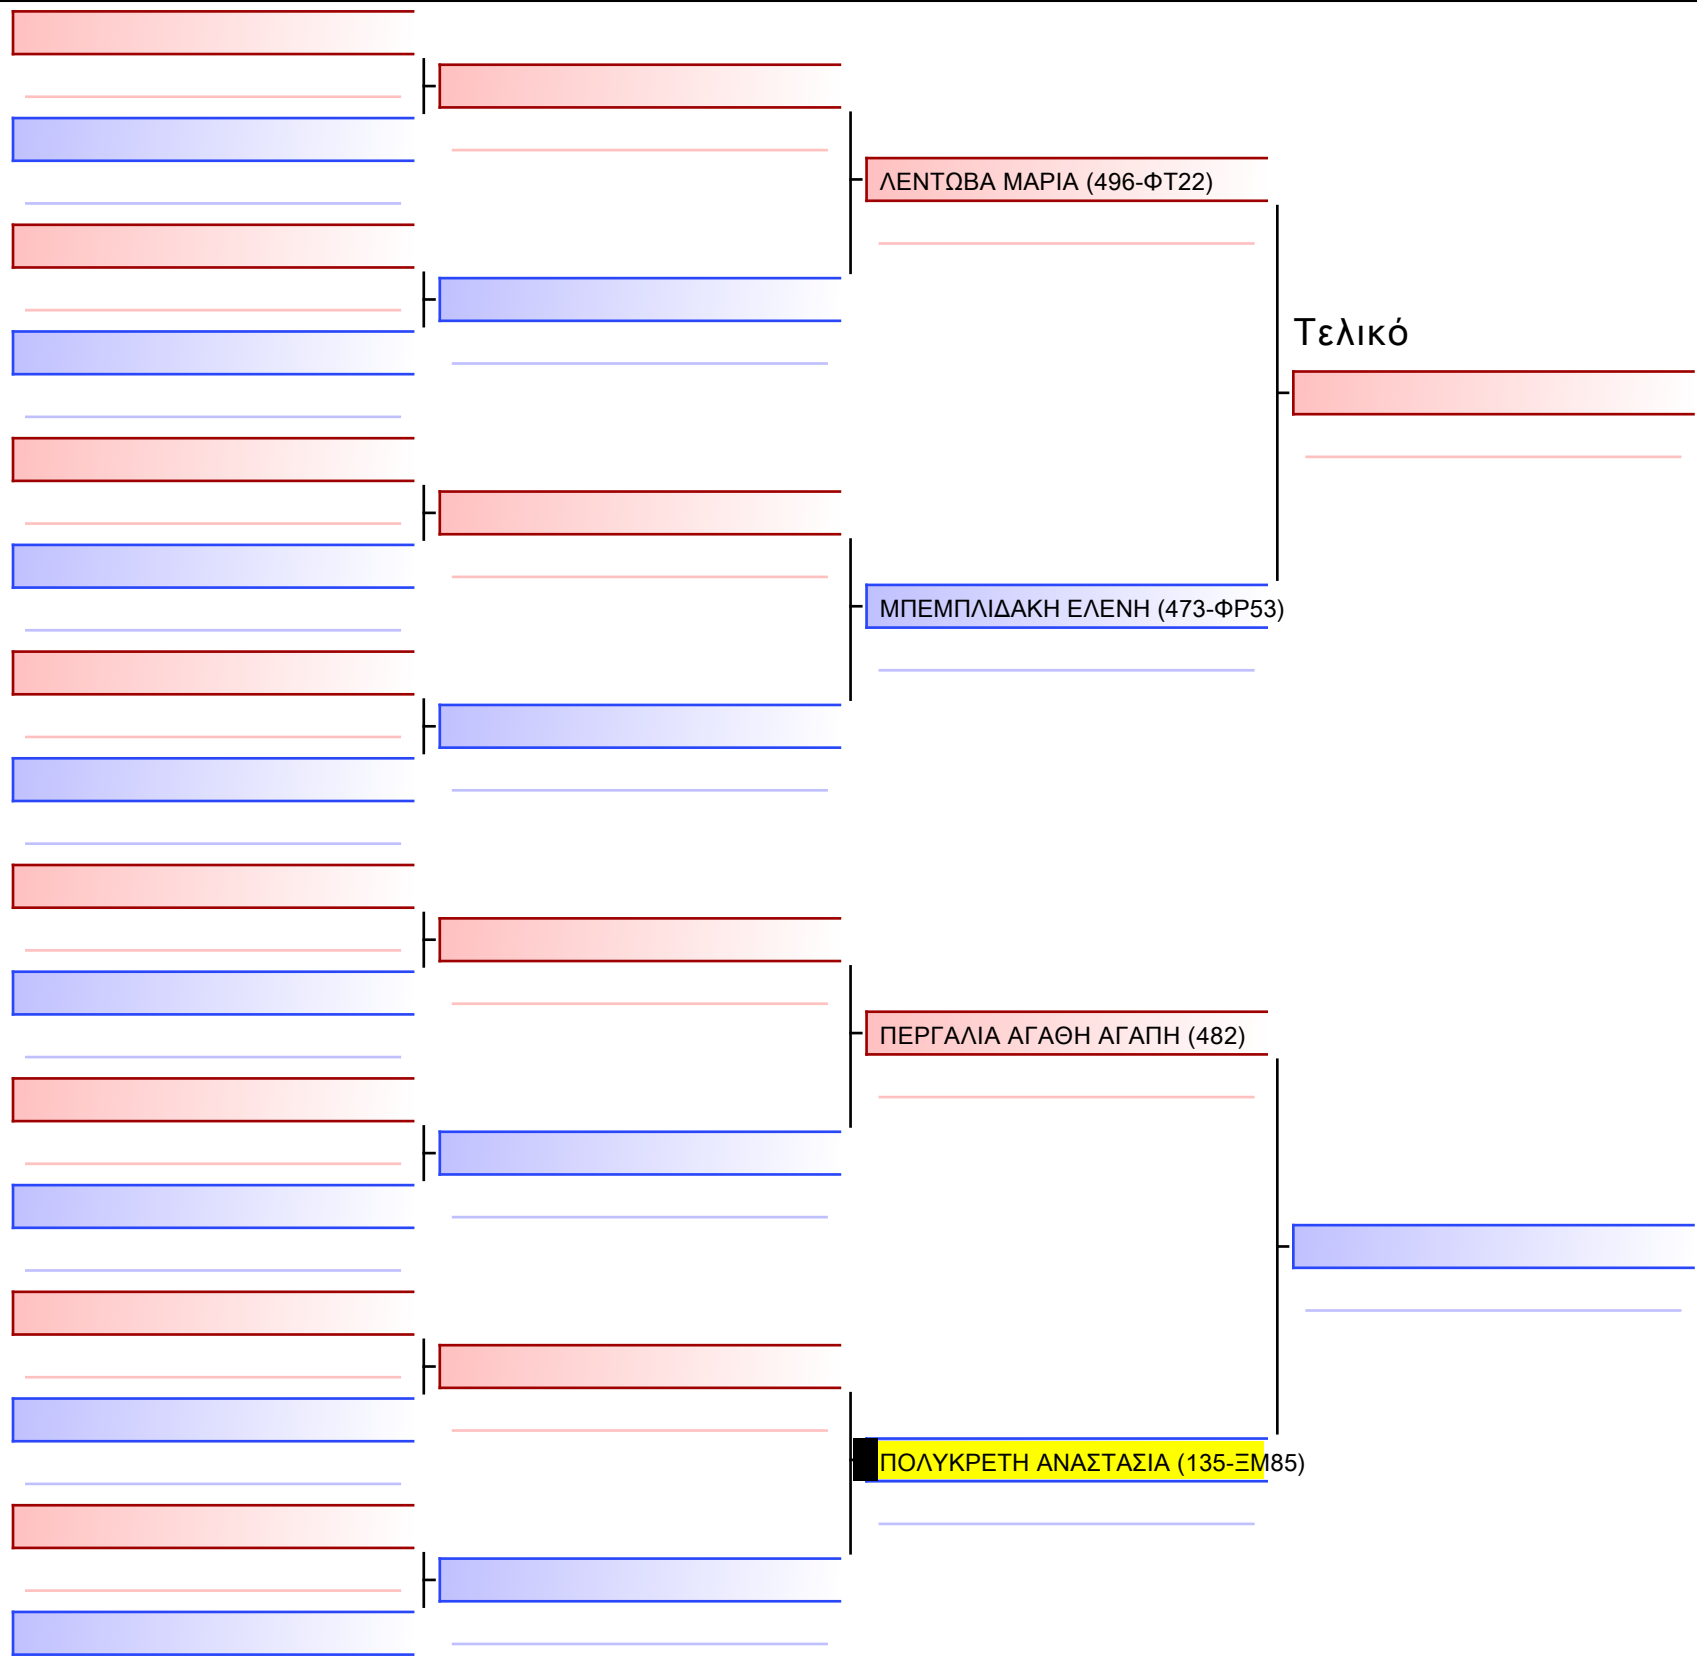 ΛΕΝΤΩΒΑ ΜΑΡΙΑ (496-ΦΤ22)
Τελικό
ΜΠΕΜΠΛΙΔΑΚΗ ΕΛΕΝΗ (473-ΦΡ53)
ΠΕΡΓΑΛΙΑ ΑΓΑΘΗ ΑΓΑΠΗ (482)
ΠΟΛΥΚΡΕΤΗ ΑΝΑΣΤΑΣΙΑ (135-ΞΜ85)